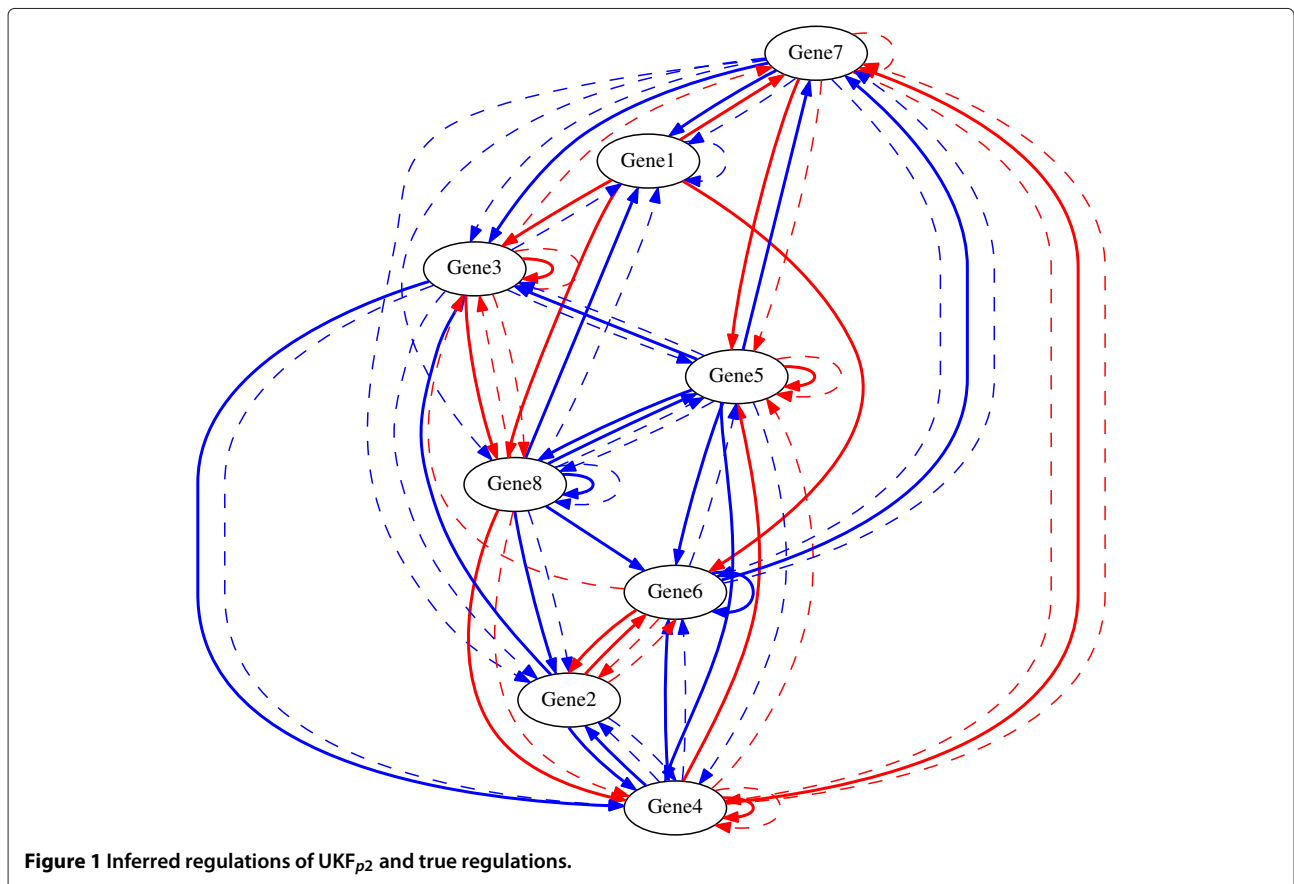 Gene7
Gene1
Gene3
Gene5
Gene8
Gene6
Gene2
Gene4
Figure 1 Inferred regulations of UKFp2 and true regulations.